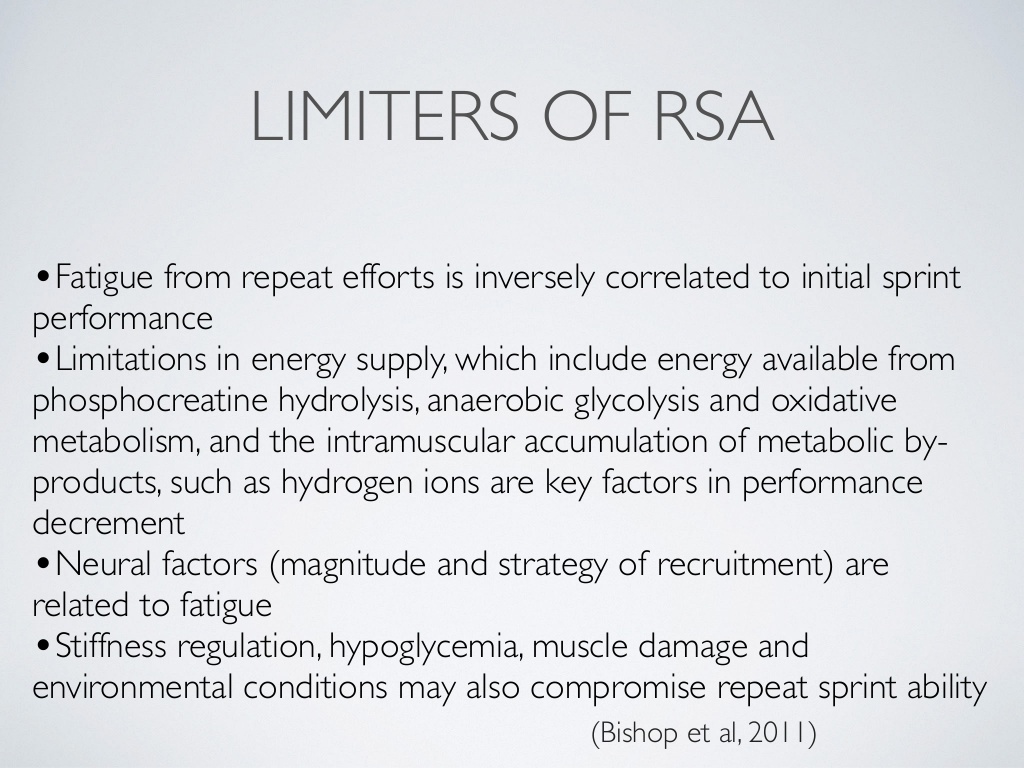 LIMITERS OF RSA
•Fatigue from repeat efforts is inversely correlated to initial sprint
performance
•Limitations in energy supply, which include energy available from
phosphocreatine hydrolysis, anaerobic glycolysis and oxidative
metabolism, and the intramuscular accumulation of metabolic by-
products, such as hydrogen ions are key factors in performance
decrement
•Neural factors (magnitude and strategy of recruitment) are
related to fatigue
•Stiffness regulation, hypoglycemia, muscle damage and
environmental conditions may also compromise repeat sprint ability
(Bishop et al, 2011)